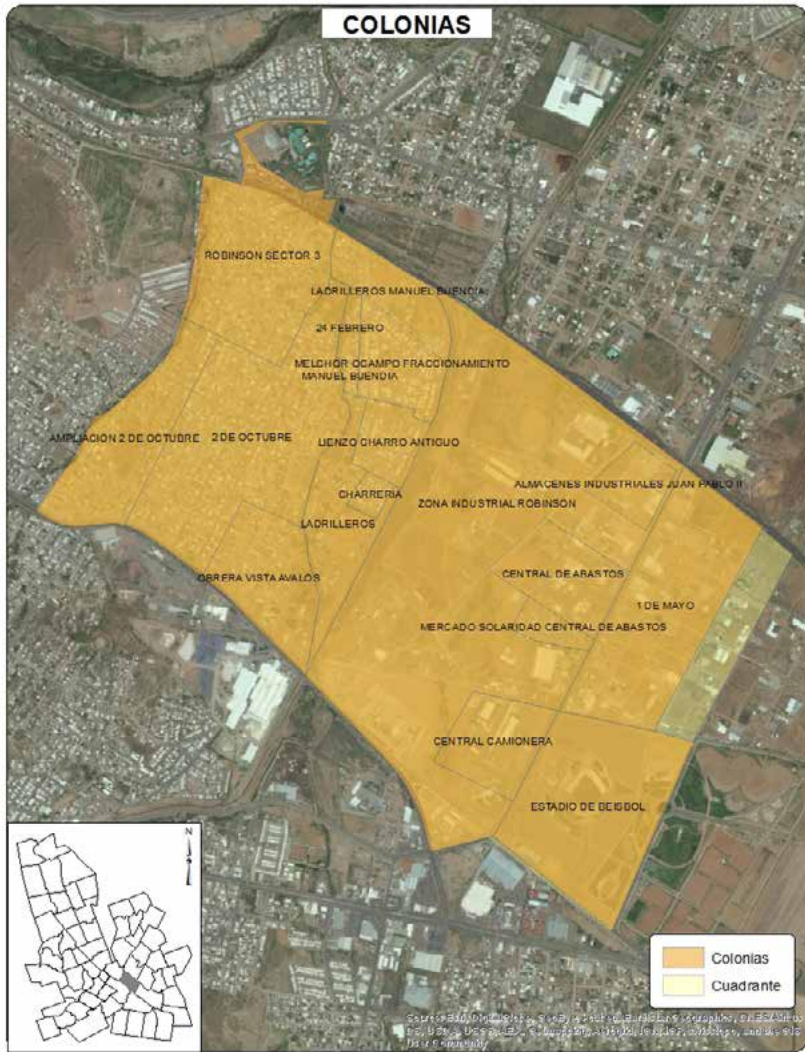 COLONIAS
ROBINSON SECTOR 3
LADRILLEROS MANUEL BUENDIA
24 FEBRERO
MELCHOR OCAMPO FRACCIONAMIENTO
MANUEL BUENDIA
AMPLIACION 2 DE OCTUBRE
2 DE OCTUBRE
LIENZO CHARRO ANTIGUO
ALMACENES INDUSTRIALES JUAN PABLO II
CHARRERIA
ZONA INDUSTRIAL ROBINSON
LADRILLEROS
OBRERA VISTA AVALOS
CENTRAL DE ABASTOS
1 DE MAYO
MERCADO SOLARIDAD CENTRAL DE ABASTOS
CENTRAL CAMIONERA
ESTADIO DE BEISBOL
N
Colonias
Cuadrante
User Community